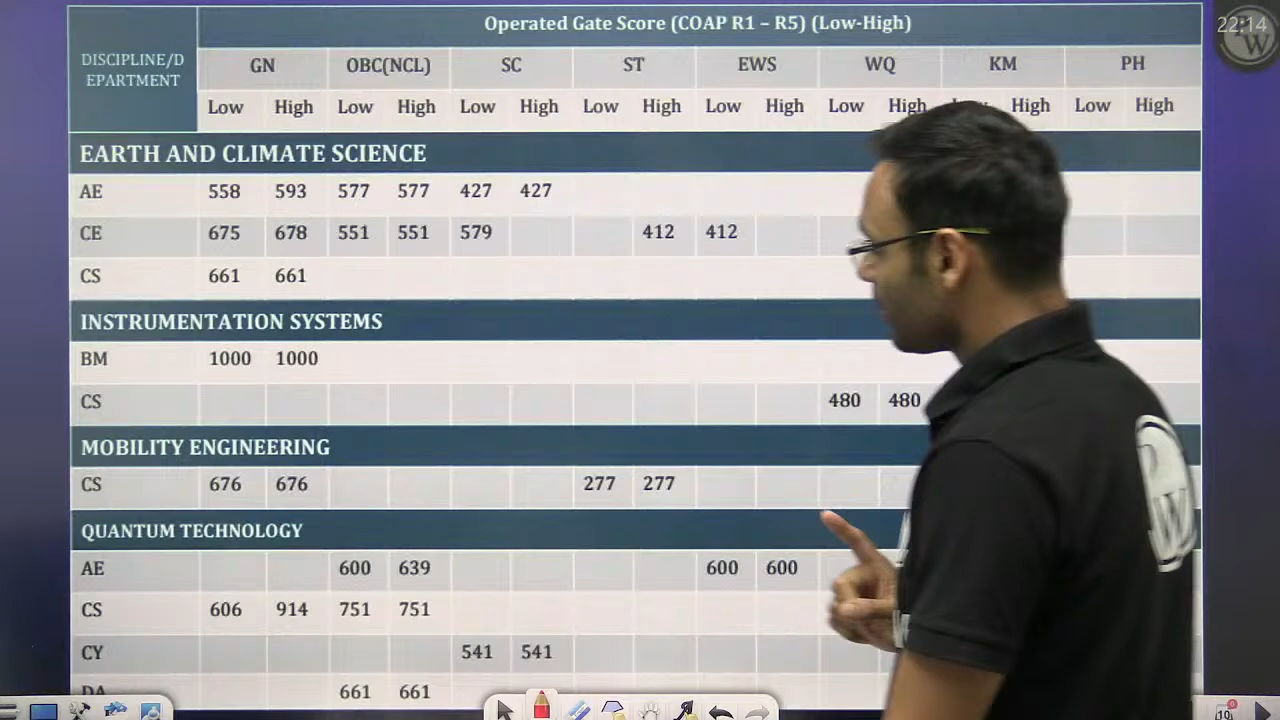 Operated Gate Score (COAP R1 – R5) (Low-High)
22:14
DISCIPLINE/D
EPARTMENT
GN OBC(NCL) SC ST EWS WQ KM PH
Low High Low High Low High Low High Low High Low High High Low High
EARTH AND CLIMATE SCIENCE
AE 558 593 577 577 427 427
CE 675 678 551 551 579 412 412
CS 661 661
INSTRUMENTATION SYSTEMS
BM 1000 1000
CS 480 480
MOBILITY ENGINEERING
CS 676 676 277 277
QUANTUM TECHNOLOGY
AE 600 639 600 600
CS 606 914 751 751
CY 541 541
DA 661 661
W